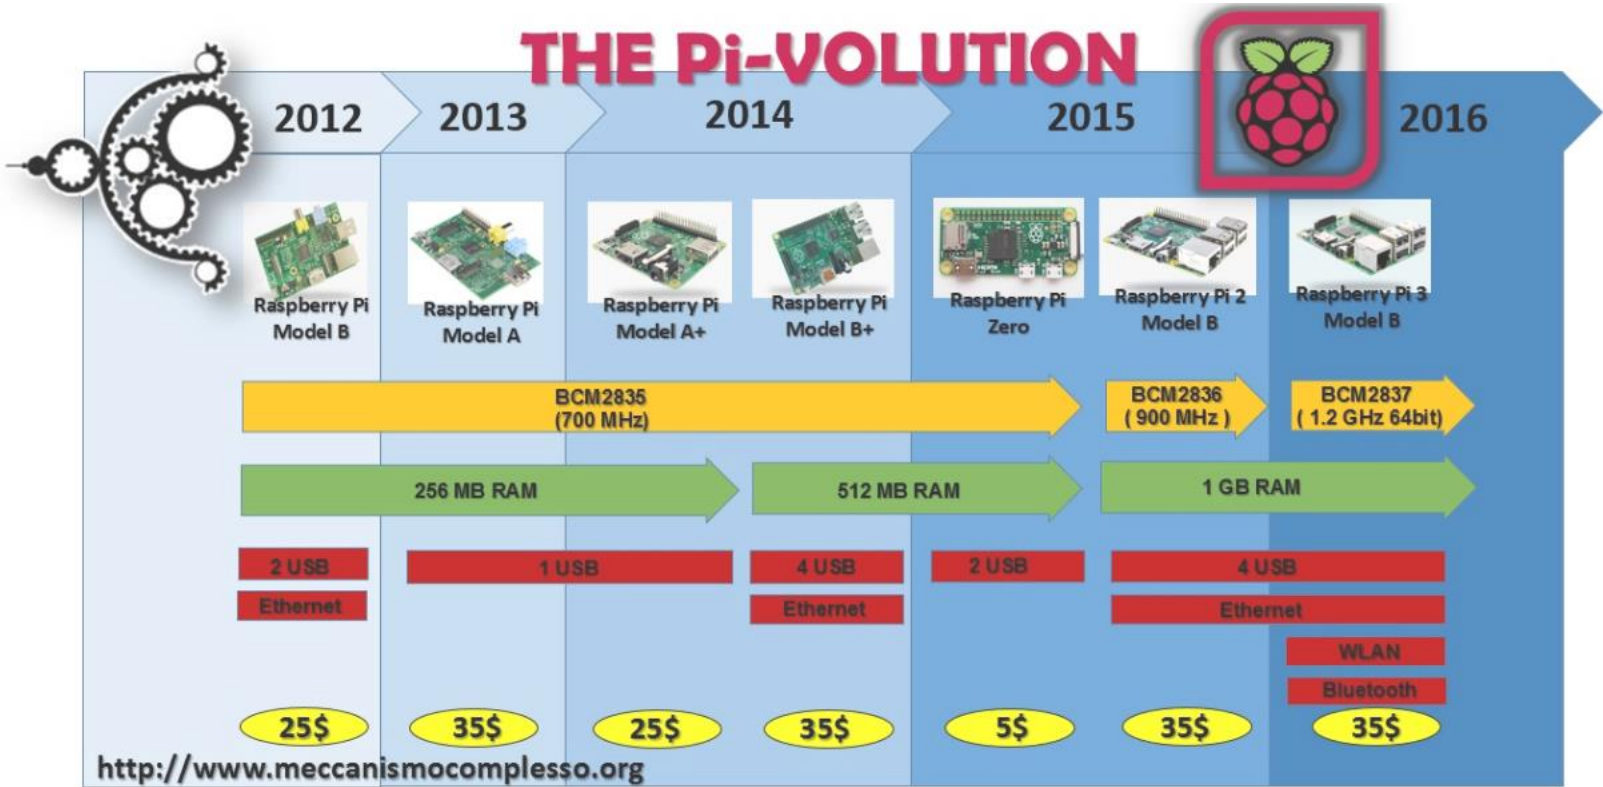 THE Pi-VOLUTION
2012
2013
2014
2015
2016
Raspberry Pi
Model B
Raspberry Pi
Model A
Raspberry Pi
Model A+
Raspberry Pi
Model B+
Raspberry Pi
Zero
Raspberry Pi 2
Model B
Raspberry Pi 3
Model B
BCM2835
(700 MHz)
BCM2836
( 900 MHz )
BCM2837
( 1.2 GHz 64bit)
256 MB RAM
512 MB RAM
1 GB RAM
2 USB
1 USB
4 USB
2 USB
4 USB
Ethernet
Ethernet
Ethernet
WLAN
Bluetooth
25$
35$
25$
35$
5$
35$
35$
http://www.meccanismocomplesso.org